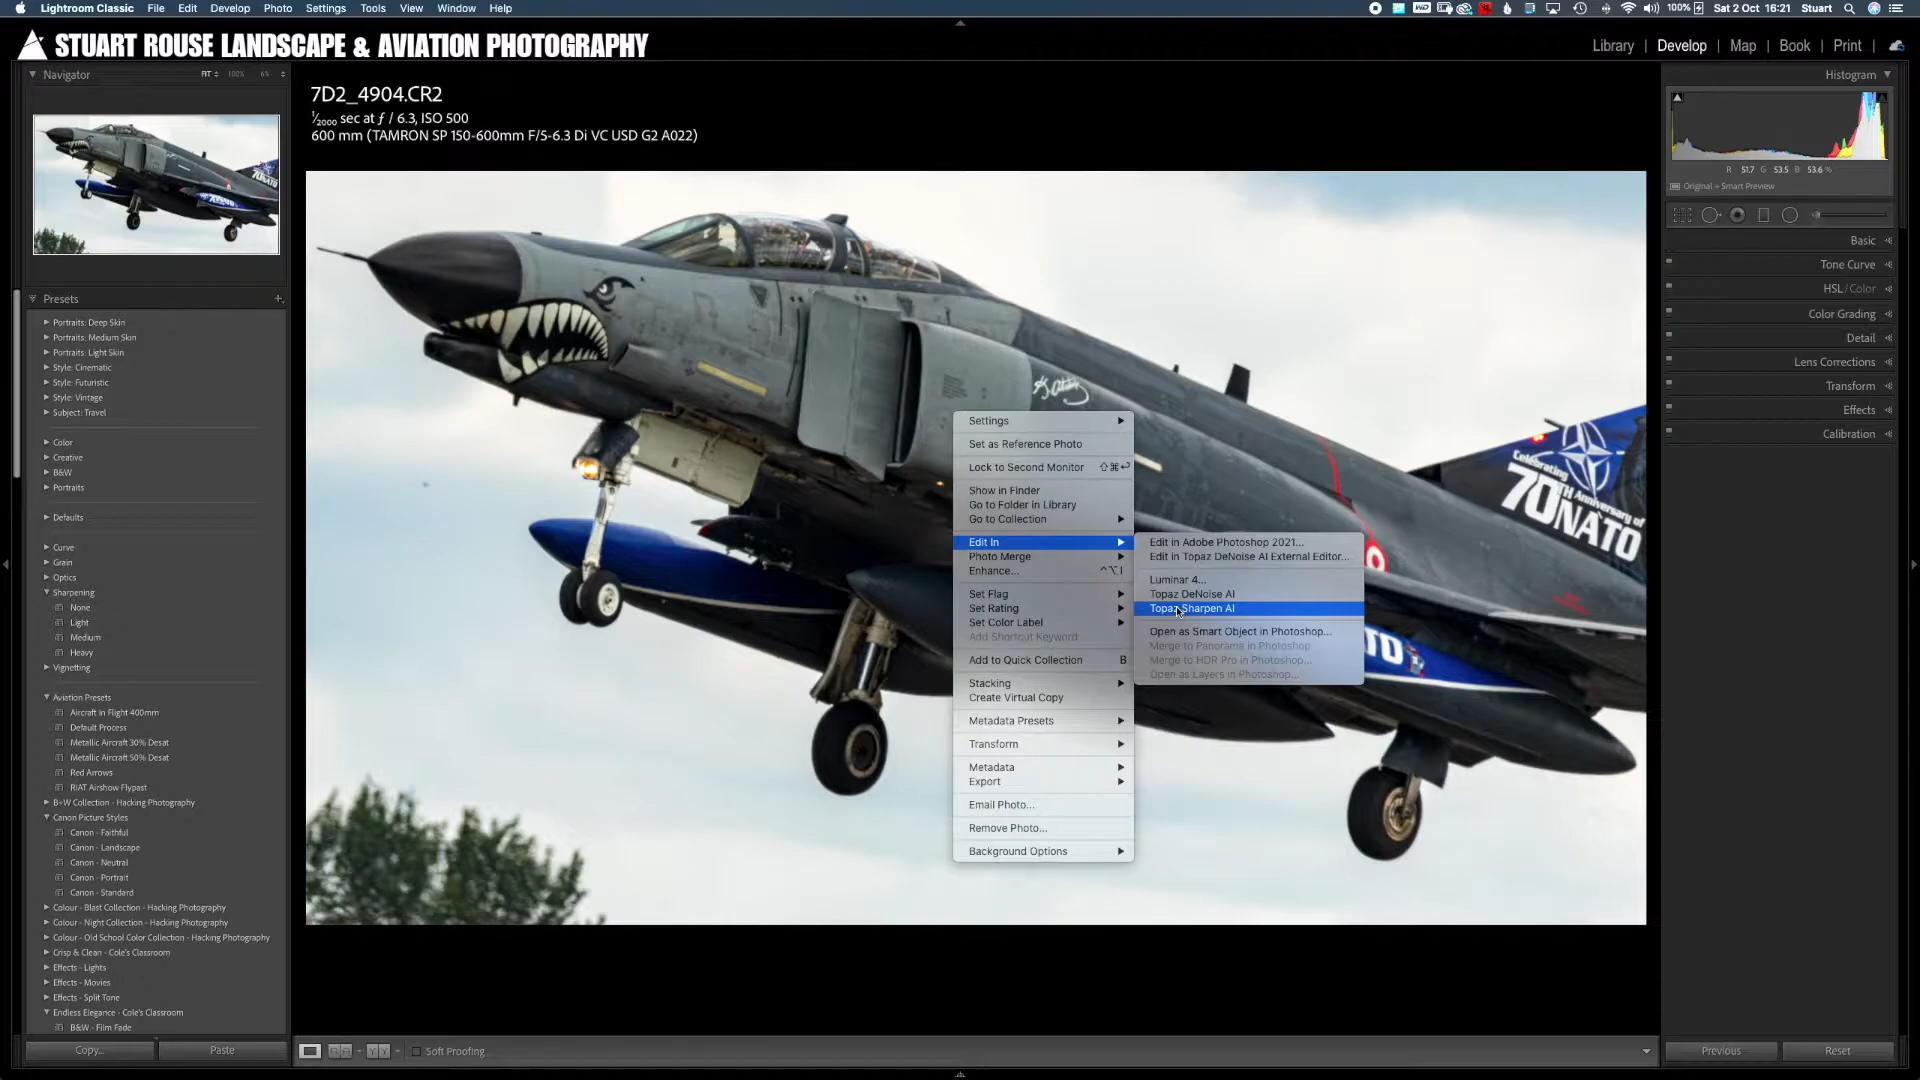 Lightroom Classic File Edit Develop Photo Settings Tools View Window Help
100% Sat 2 Oct 16:21 Stuart
STUART ROUSE LANDSCAPE & AVIATION PHOTOGRAPHY
Library | Develop | Map | Book | Print
Navigator FIT 100% 6%
Presets +
Portraits: Deep Skin
Portraits: Medium Skin
Portraits: Light Skin
Style: Cinematic
Style: Futuristic
Style: Vintage
Subject: Travel
Color
Creative
B&W
Portraits
Defaults
Curve
Grain
Optics
Sharpening
None
Light
Medium
Heavy
Vignetting
Aviation Presets
Aircraft in Flight 400mm
Default Process
Metallic Aircraft 30% Desat
Metallic Aircraft 50% Desat
Red Arrows
RIAT Airshow Flypast
B+W Collection - Hacking Photography
Canon Picture Styles
Canon - Faithful
Canon - Landscape
Canon - Neutral
Canon - Portrait
Canon - Standard
Colour - Blast Collection - Hacking Photography
Colour - Night Collection - Hacking Photography
Colour - Old School Color Collection - Hacking Photography
Crisp & Clean - Cole's Classroom
Effects - Lights
Effects - Movies
Effects - Split Tone
Endless Elegance - Cole's Classroom
B&W - Film Fade
Copy... Paste
7D2_4904.CR2
1/2000 sec at ƒ / 6.3, ISO 500
600 mm (TAMRON SP 150-600mm F/5-6.3 Di VC USD G2 A022)
Celebrating
70TH Anniversary of
NATO
Settings
Set as Reference Photo
Lock to Second Monitor ⇧⌘↩
Show in Finder
Go to Folder in Library
Go to Collection
Edit In
Photo Merge
Enhance... ^⌥I
Set Flag
Set Rating
Set Color Label
Add Shortcut Keyword
Add to Quick Collection B
Stacking
Create Virtual Copy
Metadata Presets
Transform
Metadata
Export
Email Photo...
Remove Photo...
Background Options
Edit in Adobe Photoshop 2021...
Edit in Topaz DeNoise AI External Editor...
Luminar 4...
Topaz DeNoise AI
Topaz Sharpen AI
Open as Smart Object in Photoshop...
Merge to Panorama in Photoshop
Merge to HDR Pro in Photoshop...
Open as Layers in Photoshop...
Soft Proofing
Histogram
R 51.7 G 53.5 B 53.6 %
Original + Smart Preview
Basic
Tone Curve
HSL / Color
Color Grading
Detail
Lens Corrections
Transform
Effects
Calibration
Previous Reset